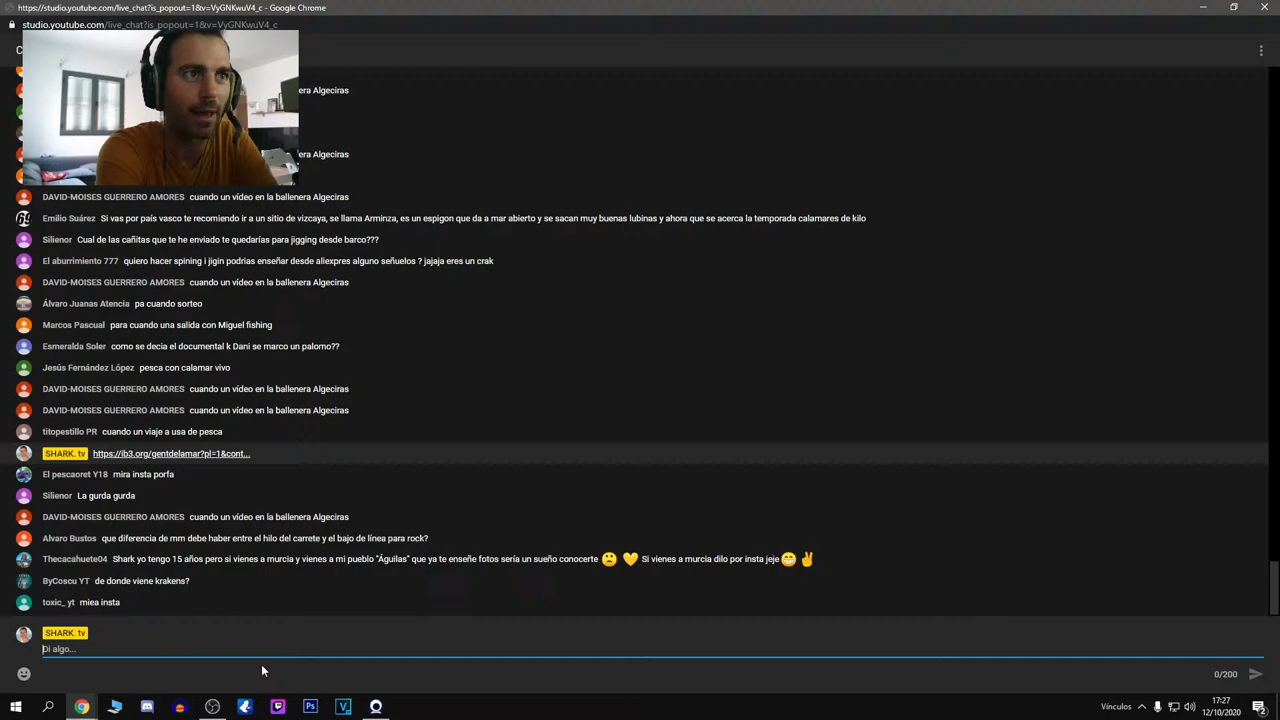 https://studio.youtube.com/live_chat?is_popout=1&v=VyGNKwuV4_c - Google Chrome
studio.youtube.com/live_chat?is_popout=1&v=VyGNKwuV4_c
C
era Algeciras
era Algeciras
DAVID-MOISES GUERRERO AMORES cuando un vídeo en la ballenera Algeciras
Emilio Suárez Si vas por país vasco te recomiendo ir a un sitio de vizcaya, se llama Arminza, es un espigon que da a mar abierto y se sacan muy buenas lubinas y ahora que se acerca la temporada calamares de kilo
Silienor Cual de las cañitas que te he enviado te quedarías para jigging desde barco???
El aburrimiento 777 quiero hacer spining i jigin podrias enseñar desde aliexpres alguno señuelos ? jajaja eres un crak
DAVID-MOISES GUERRERO AMORES cuando un vídeo en la ballenera Algeciras
Álvaro Juanas Atencia pa cuando sorteo
Marcos Pascual para cuando una salida con Miguel fishing
Esmeralda Soler como se decia el documental k Dani se marco un palomo??
Jesús Fernández López pesca con calamar vivo
DAVID-MOISES GUERRERO AMORES cuando un vídeo en la ballenera Algeciras
DAVID-MOISES GUERRERO AMORES cuando un vídeo en la ballenera Algeciras
titopestillo PR cuando un viaje a usa de pesca
SHARK. tv https://ib3.org/gentdelamar?pl=1&cont...
El pescaoret Y18 mira insta porfa
Silienor La gurda gurda
DAVID-MOISES GUERRERO AMORES cuando un vídeo en la ballenera Algeciras
Alvaro Bustos que diferencia de mm debe haber entre el hilo del carrete y el bajo de línea para rock?
Thecacahuete04 Shark yo tengo 15 años pero si vienes a murcia y vienes a mi pueblo "Águilas" que ya te enseñe fotos sería un sueño conocerte 🙁 💛 Si vienes a murcia dilo por insta jeje 😁 ✌
ByCoscu YT de donde viene krakens?
toxic_ yt miea insta
SHARK. tv
Di algo...
0/200
Vínculos
17:27
12/10/2020
2